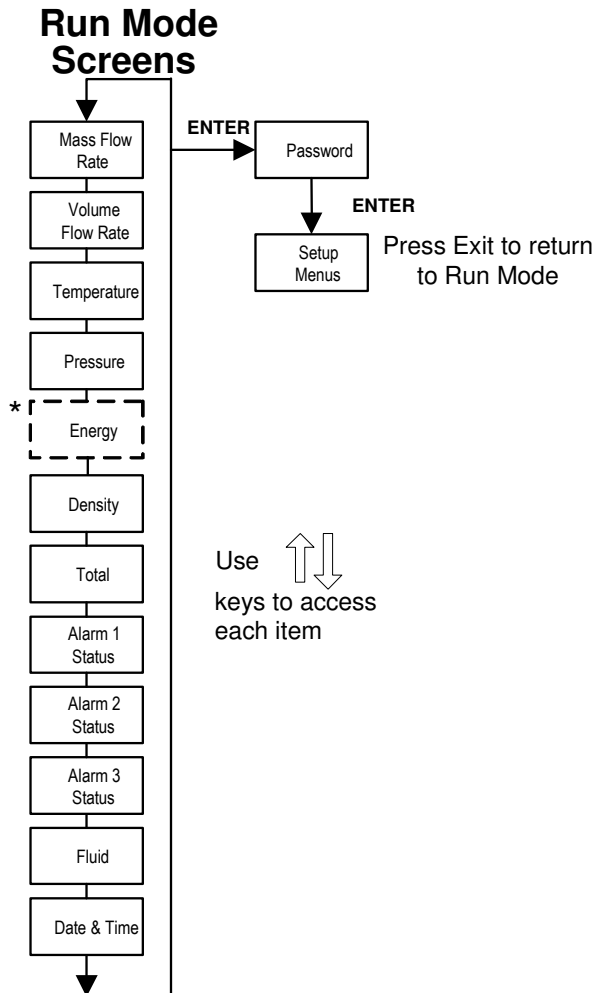 Run Mode
Screens
Mass Flow
Rate
Volume
Flow Rate
Temperature
Pressure
*
Energy
Density
Total
Alarm 1
Status
Alarm 2
Status
Alarm 3
Status
Fluid
Date & Time
ENTER
Password
ENTER
Setup
Menus
Press Exit to return
to Run Mode
Use
keys to access
each item